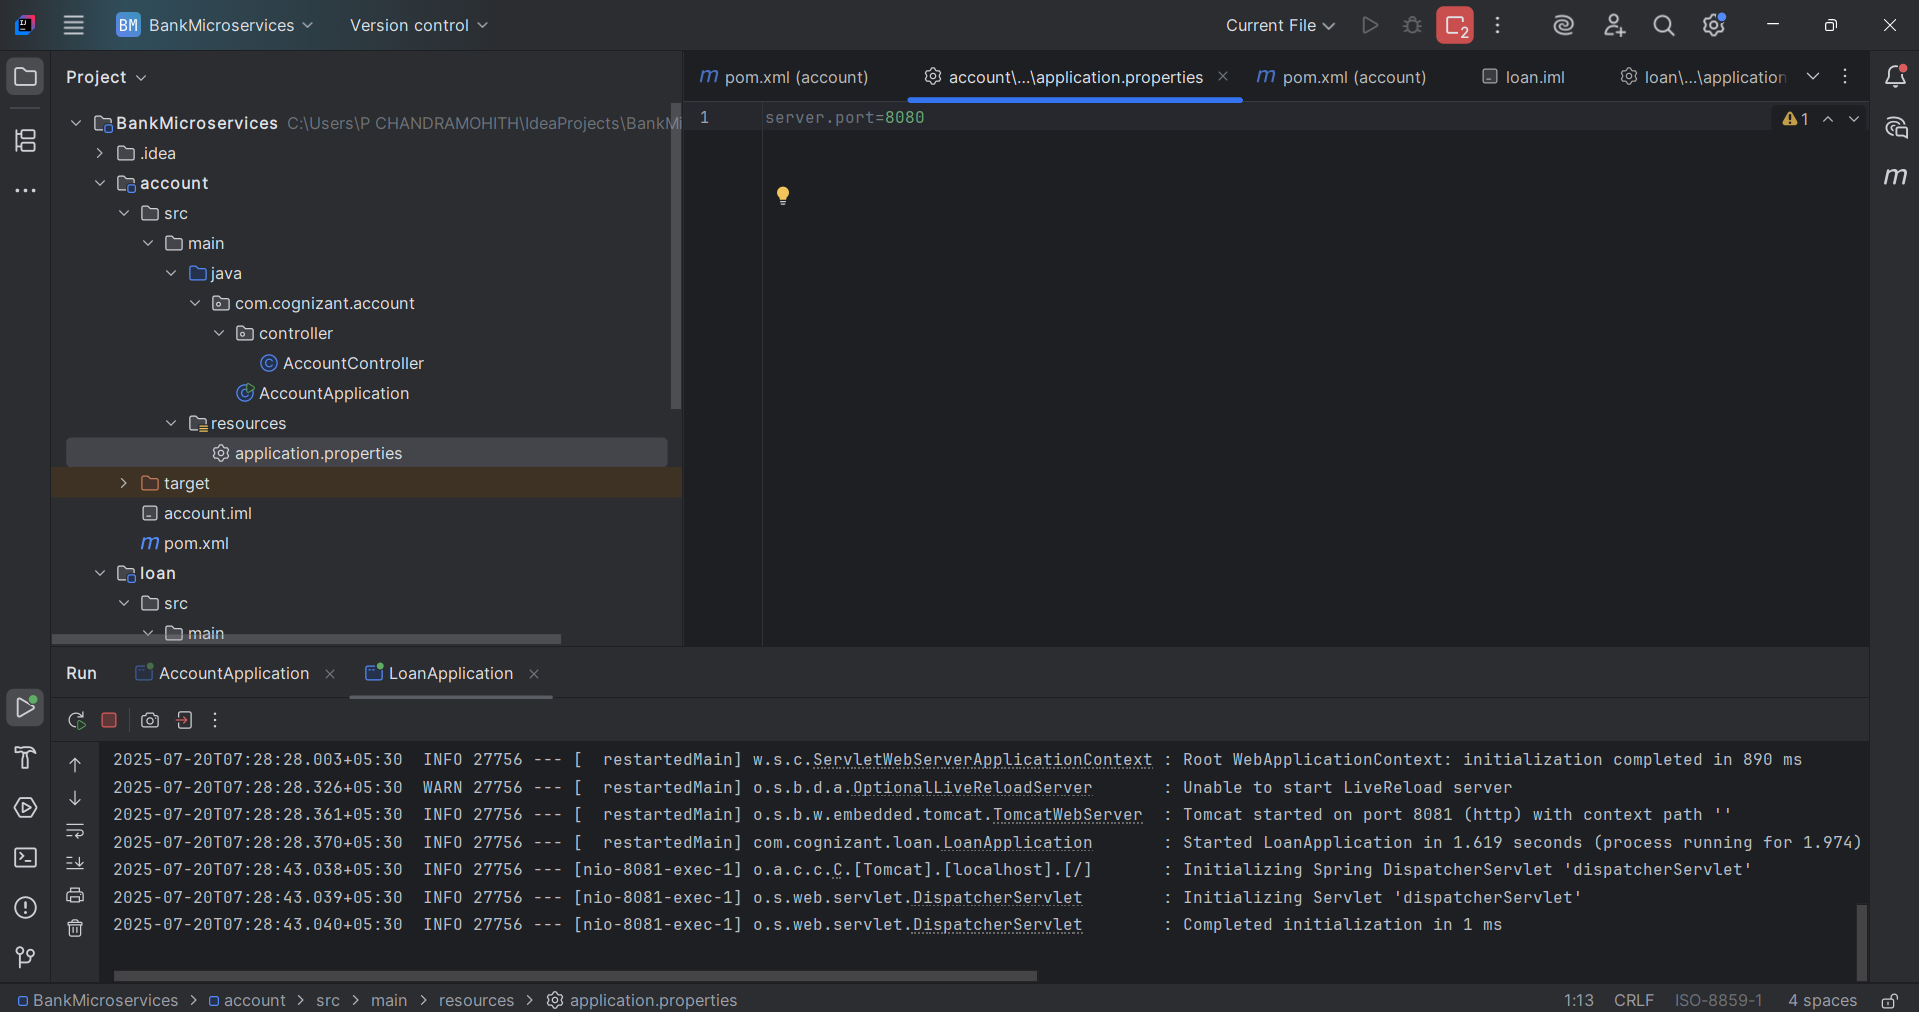 BM BankMicroservices Version control Current File 2
Project
pom.xml (account) account\...\application.properties pom.xml (account) loan.iml loan\...\application
BankMicroservices C:\Users\P CHANDRAMOHITH\IdeaProjects\BankMi
1 server.port=8080 1
.idea
account
src
main
java
com.cognizant.account
controller
AccountController
AccountApplication
resources
application.properties
target
account.iml
pom.xml
loan
src
main
Run AccountApplication LoanApplication
2025-07-20T07:28:28.003+05:30 INFO 27756 --- [ restartedMain] w.s.c.ServletWebServerApplicationContext : Root WebApplicationContext: initialization completed in 890 ms
2025-07-20T07:28:28.326+05:30 WARN 27756 --- [ restartedMain] o.s.b.d.a.OptionalLiveReloadServer : Unable to start LiveReload server
2025-07-20T07:28:28.361+05:30 INFO 27756 --- [ restartedMain] o.s.b.w.embedded.tomcat.TomcatWebServer : Tomcat started on port 8081 (http) with context path ''
2025-07-20T07:28:28.370+05:30 INFO 27756 --- [ restartedMain] com.cognizant.loan.LoanApplication : Started LoanApplication in 1.619 seconds (process running for 1.974)
2025-07-20T07:28:43.038+05:30 INFO 27756 --- [nio-8081-exec-1] o.a.c.c.C.[Tomcat].[localhost].[/] : Initializing Spring DispatcherServlet 'dispatcherServlet'
2025-07-20T07:28:43.039+05:30 INFO 27756 --- [nio-8081-exec-1] o.s.web.servlet.DispatcherServlet : Initializing Servlet 'dispatcherServlet'
2025-07-20T07:28:43.040+05:30 INFO 27756 --- [nio-8081-exec-1] o.s.web.servlet.DispatcherServlet : Completed initialization in 1 ms
BankMicroservices > account > src > main > resources > application.properties 1:13 CRLF ISO-8859-1 4 spaces